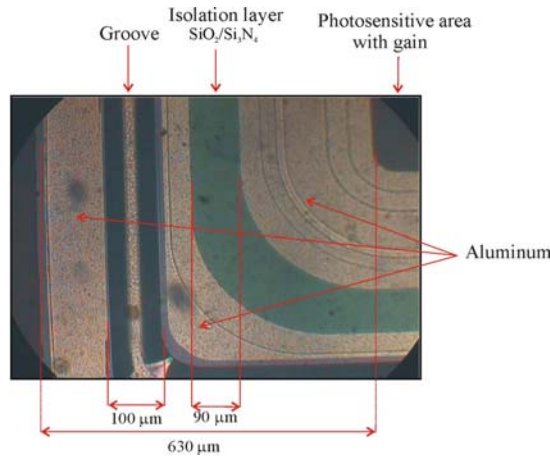 Groove
Isolation layer
SiO₂/Si₃N₄
Photosensitive area
with gain
Aluminum
100 µm
90 µm
630 µm